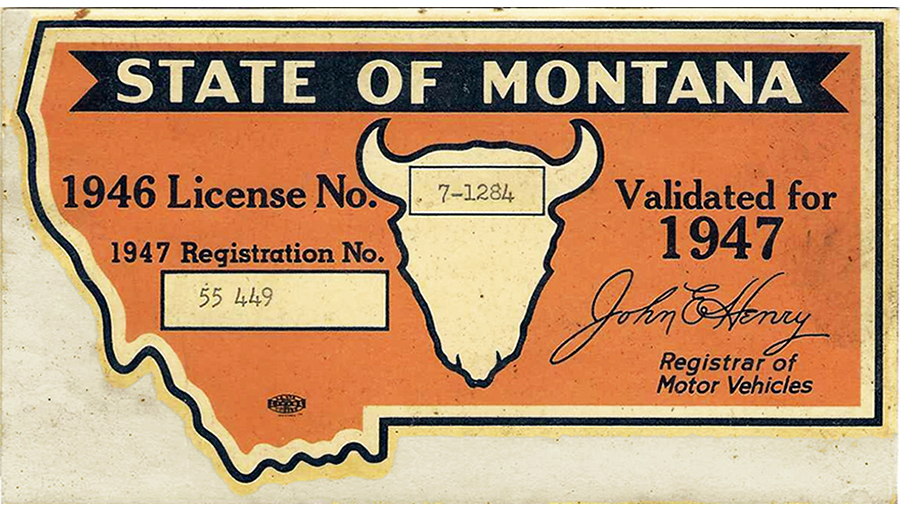 STATE OF MONTANA
1946 License No.
7-1284
1947 Registration No.
55 449
Validated for
1947
John E Henry
Registrar of
Motor Vehicles